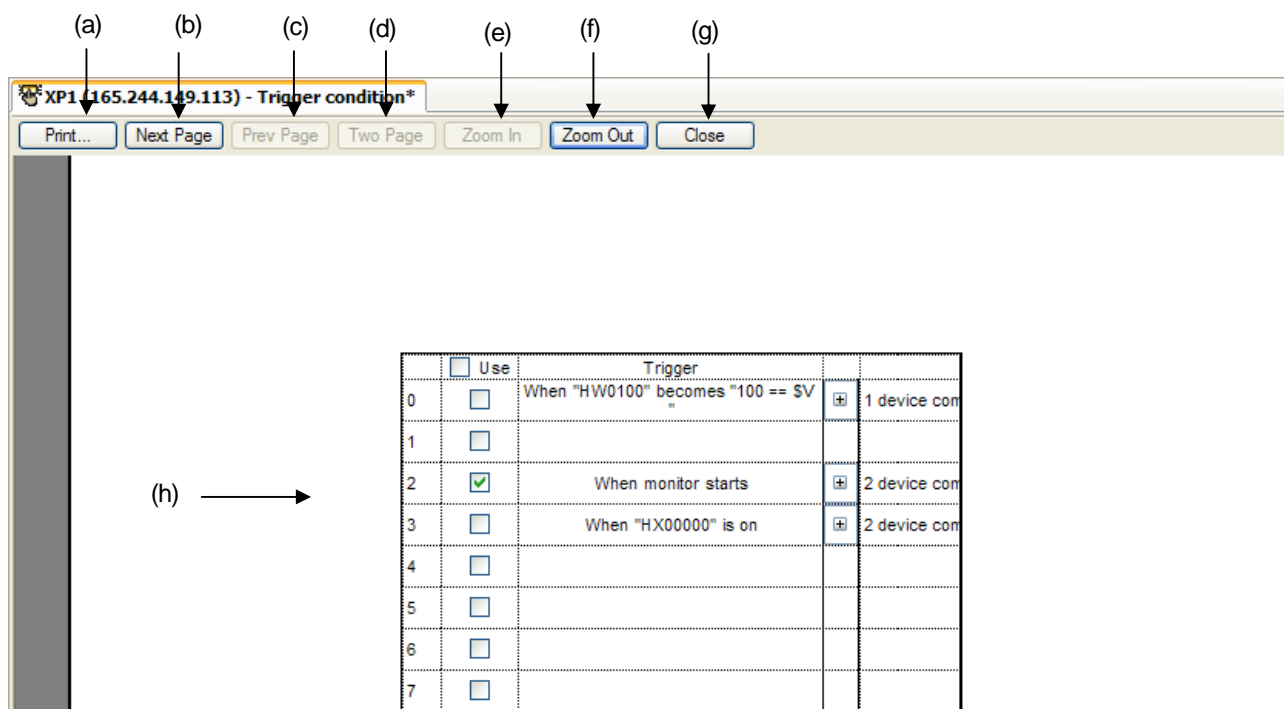 (a) (b) (c) (d) (e) (f) (g)
XP1 (165.244.149.113) - Trigger condition*
Print... Next Page Prev Page Two Page Zoom In Zoom Out Close
Use Trigger
0 When "HW0100" becomes "100 == $V
" 1 device com
1
(h)
2 When monitor starts 2 device com
3 When "HX00000" is on 2 device com
4
5
6
7